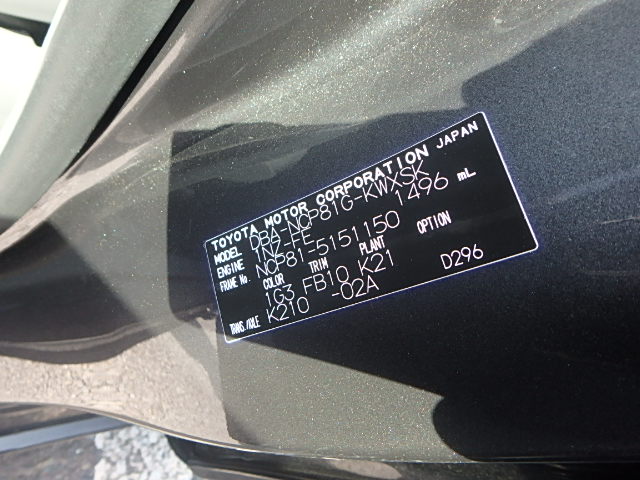 TOYOTA MOTOR CORPORATION JAPAN
MODEL DBA-NCP81G-KWXSK
ENGINE 1NZ-FE 1496 mL
FRAME No. NCP81-5151150
COLOR TRIM PLANT OPTION
1G3 FB10 K21
TRANS./AXLE K210 -02A D296